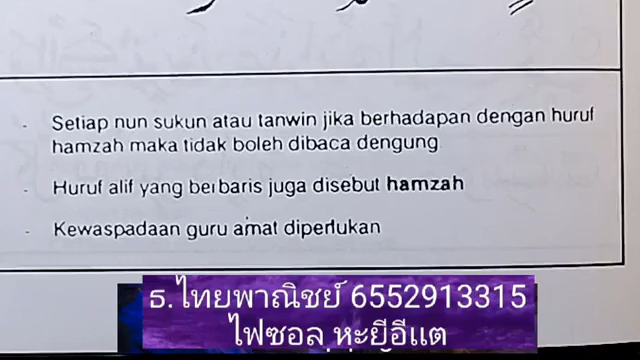 - Setiap nun sukun atau tanwin jika berhadapan dengan huruf
hamzah maka tidak boleh dibaca dengung
- Huruf alif yang berbaris juga disebut hamzah
- Kewaspadaan guru amat diperlukan
ธ.ไทยพาณิชย์ 6552913315
ไฟซอล หะยีอีแต